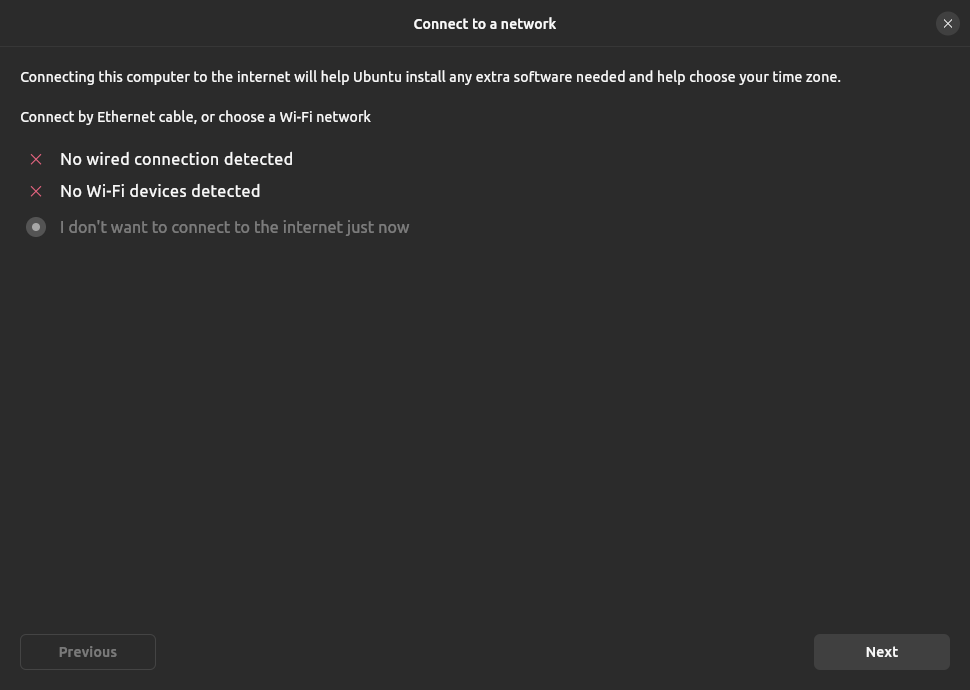 Connect to a network
Connecting this computer to the internet will help Ubuntu install any extra software needed and help choose your time zone.
Connect by Ethernet cable, or choose a Wi-Fi network
No wired connection detected
No Wi-Fi devices detected
I don't want to connect to the internet just now
Previous
Next